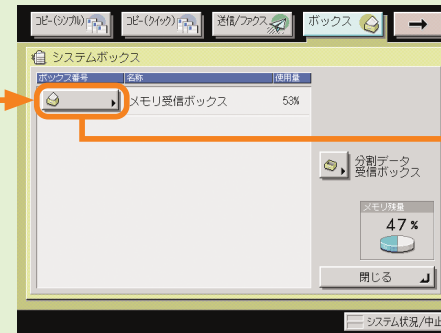 コピー(シンプル)
コピー(クイック)
送信/ファクス
ボックス
システムボックス
ボックス番号 名称 使用量
メモリ受信ボックス 53%
分割データ
受信ボックス
メモリ残量
47 %
閉じる
システム状況/中止